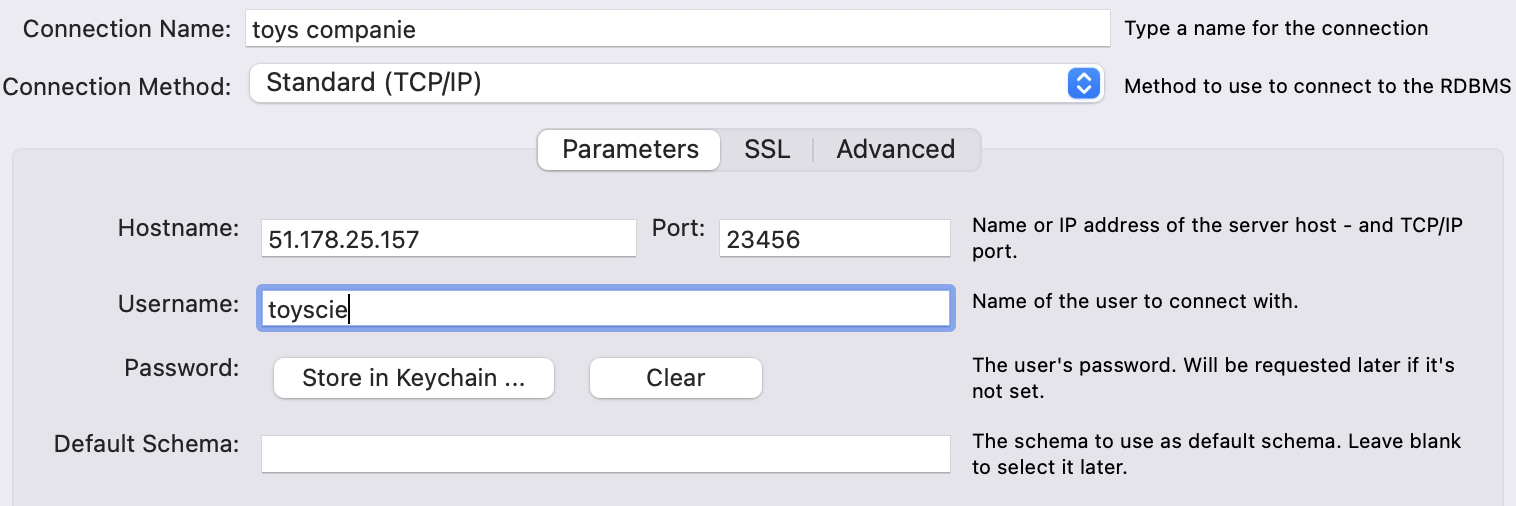 Connection Name: toys companie Type a name for the connection
Connection Method: Standard (TCP/IP) Method to use to connect to the RDBMS
Parameters SSL Advanced
Hostname: 51.178.25.157 Port: 23456 Name or IP address of the server host - and TCP/IP
port.
Username: toyscie Name of the user to connect with.
Password: Store in Keychain ... Clear The user's password. Will be requested later if it's
not set.
Default Schema: The schema to use as default schema. Leave blank
to select it later.